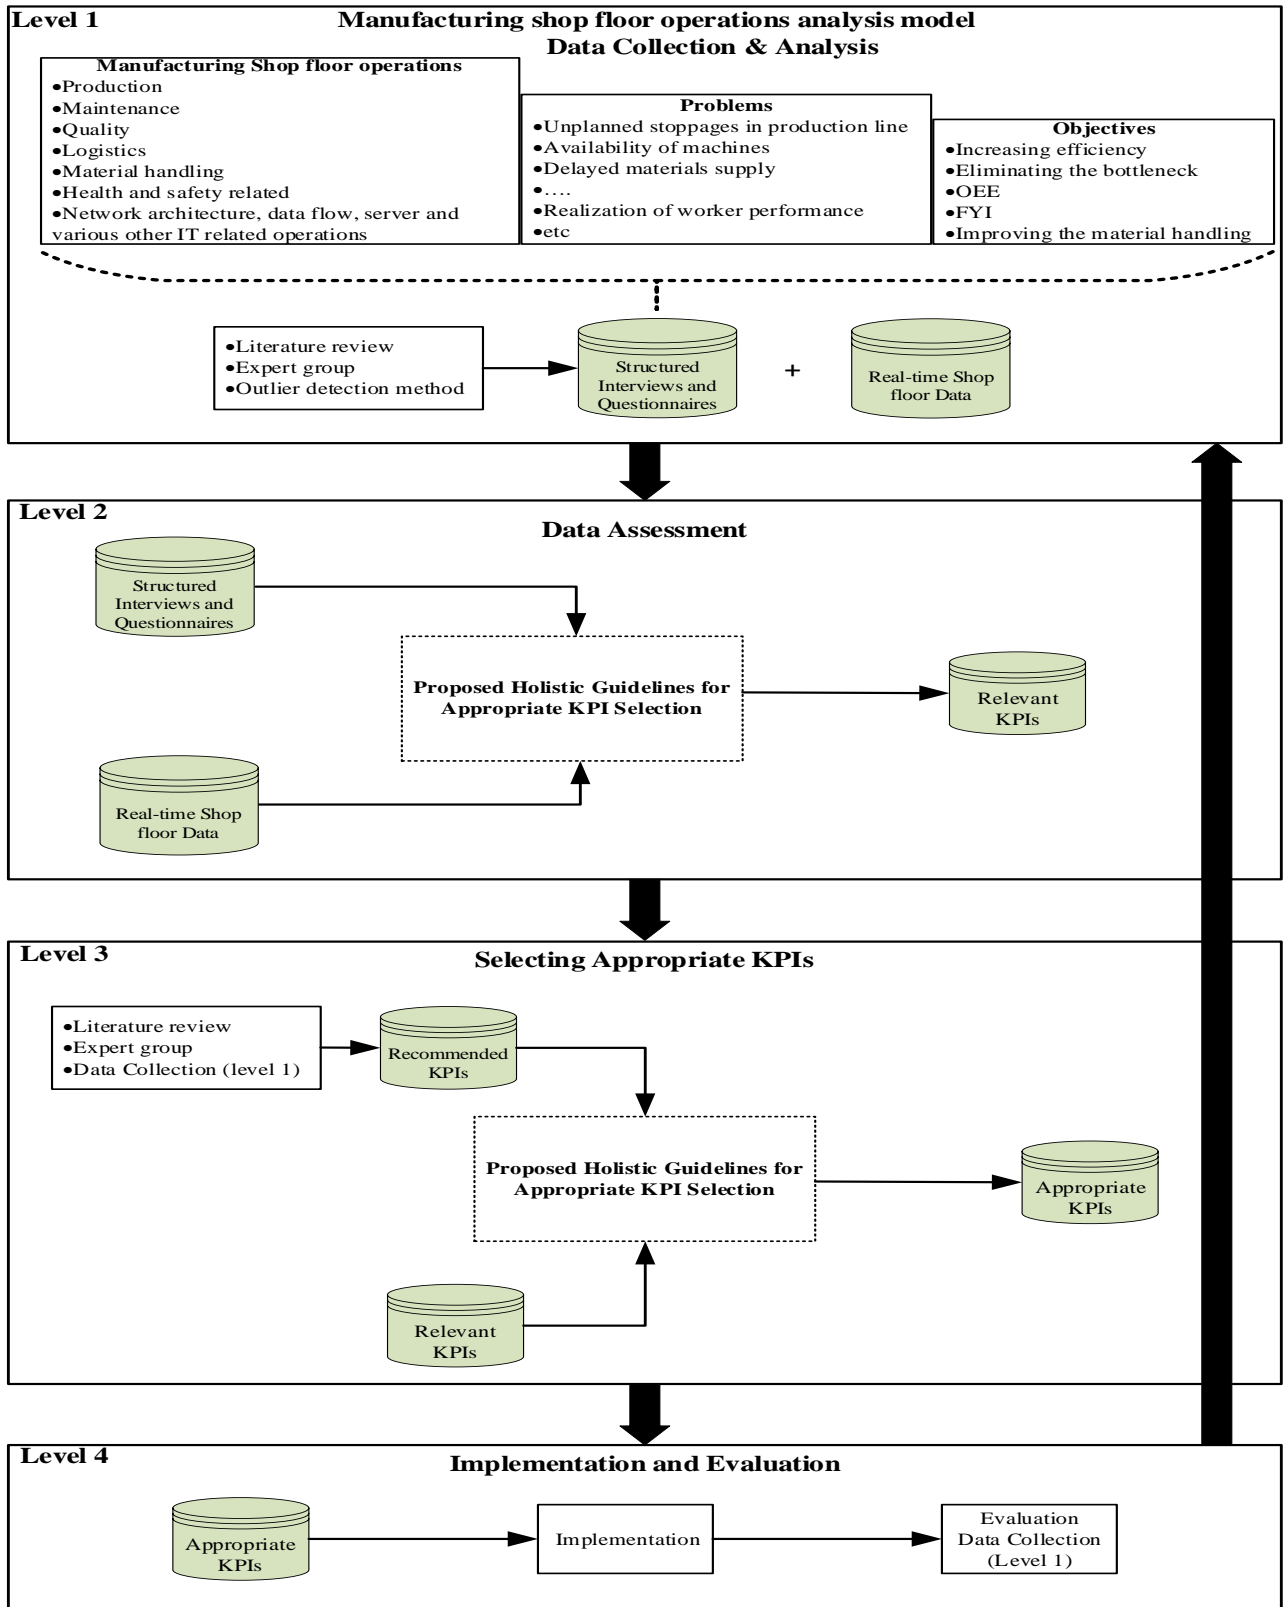 Level 1
Manufacturing shop floor operations analysis model
Data Collection & Analysis
Manufacturing Shop floor operations
•Production
•Maintenance
•Quality
•Logistics
•Material handling
•Health and safety related
•Network architecture, data flow, server and
various other IT related operations
Problems
•Unplanned stoppages in production line
•Availability of machines
•Delayed materials supply
•….
•Realization of worker performance
•etc
Objectives
•Increasing efficiency
•Eliminating the bottleneck
•OEE
•FYI
•Improving the material handling
•Literature review
•Expert group
•Outlier detection method
Structured
Interviews and
Questionnaires
+
Real-time Shop
floor Data
Level 2
Data Assessment
Structured
Interviews and
Questionnaires
Proposed Holistic Guidelines for
Appropriate KPI Selection
Relevant
KPIs
Real-time Shop
floor Data
Level 3
Selecting Appropriate KPIs
•Literature review
•Expert group
•Data Collection (level 1)
Recommended
KPIs
Proposed Holistic Guidelines for
Appropriate KPI Selection
Appropriate
KPIs
Relevant
KPIs
Level 4
Implementation and Evaluation
Appropriate
KPIs
Implementation
Evaluation
Data Collection
(Level 1)